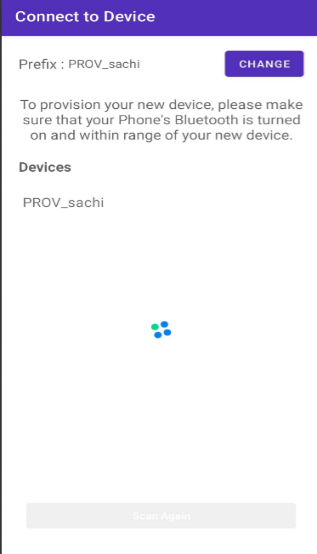 Connect to Device
Prefix : PROV_sachi
CHANGE
To provision your new device, please make
sure that your Phone's Bluetooth is turned
on and within range of your new device.
Devices
PROV_sachi
Scan Again